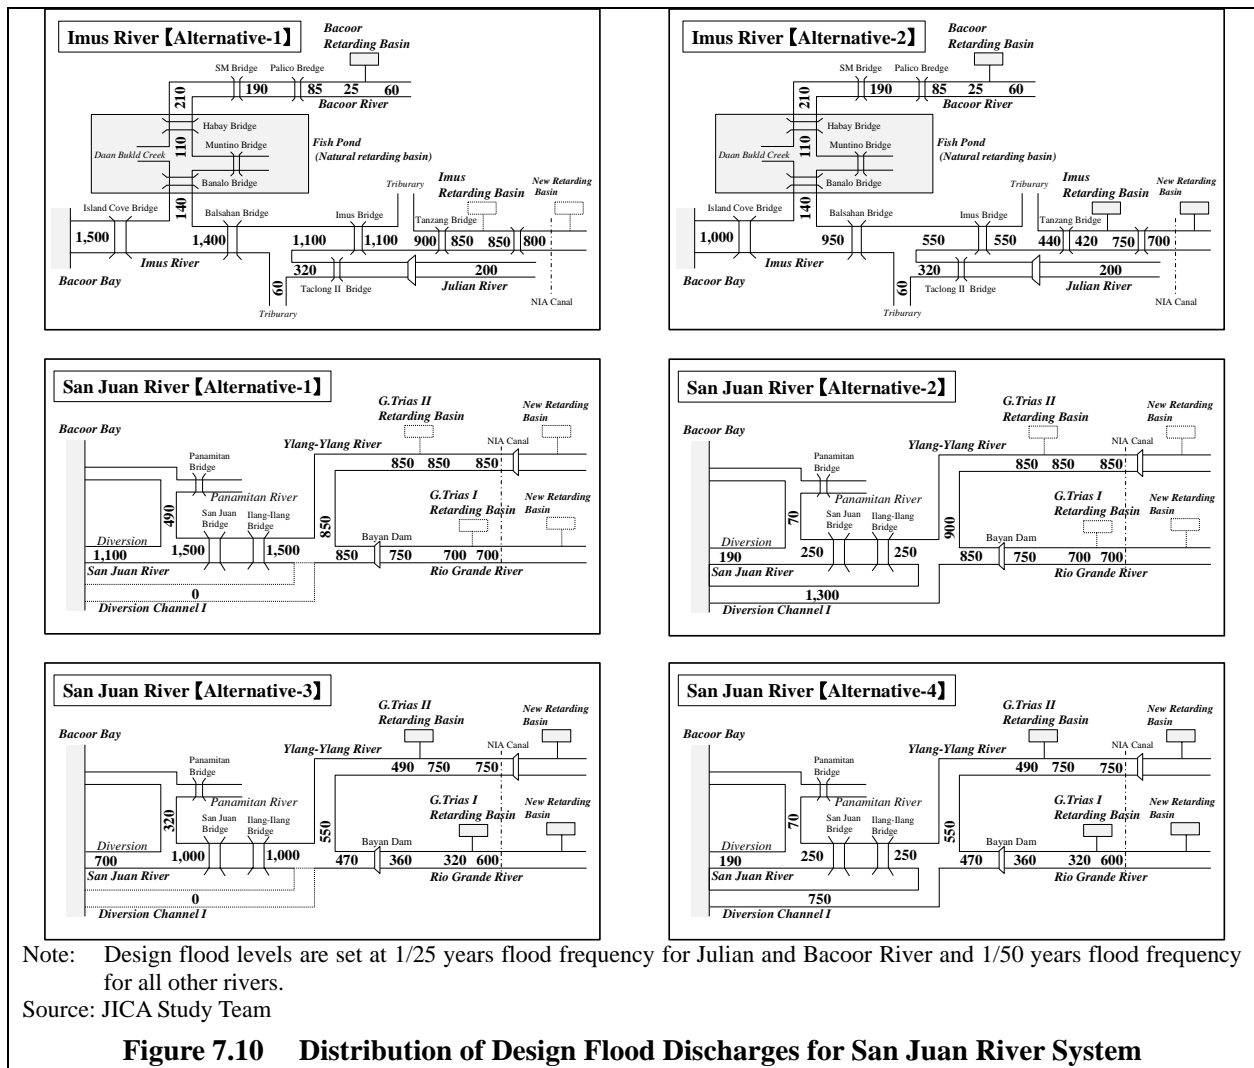 Imus River【Alternative-1】
Bacoor
Retarding Basin
SM Bridge
Palico Bredge
190
85
25
60
Bacoor River
210
Habay Bridge
110
Muntino Bridge
Daan Bukld Creek
Fish Pond
(Natural retarding basin)
Banalo Bridge
140
Island Cove Bridge
Balsahan Bridge
Imus Bridge
Triburary
Imus
Retarding Basin
New Retarding
Basin
Tanzang Bridge
1,500
1,400
1,100
1,100
900
850
850
800
Imus River
320
200
Julian River
Bacoor Bay
60
Taclong II Bridge
NIA Canal
Triburary
Imus River【Alternative-2】
Bacoor
Retarding Basin
SM Bridge
Palico Bredge
190
85
25
60
Bacoor River
210
Habay Bridge
110
Muntino Bridge
Daan Bukld Creek
Fish Pond
(Natural retarding basin)
Banalo Bridge
140
Island Cove Bridge
Balsahan Bridge
Imus Bridge
Triburary
Imus
Retarding Basin
New Retarding
Basin
Tanzang Bridge
1,000
950
550
550
440
420
750
700
Imus River
320
200
Julian River
Bacoor Bay
60
Taclong II Bridge
NIA Canal
Triburary
San Juan River【Alternative-1】
G.Trias II
Retarding Basin
New Retarding
Basin
Bacoor Bay
Ylang-Ylang River
NIA Canal
Panamitan
Bridge
850
850
850
Panamitan River
G.Trias I
Retarding Basin
New Retarding
Basin
490
San Juan
Bridge
Ilang-Ilang
Bridge
850
Diversion
1,100
1,500
1,500
Bayan Dam
850
750
700
700
San Juan River
Rio Grande River
0
Diversion Channel I
San Juan River【Alternative-2】
G.Trias II
Retarding Basin
New Retarding
Basin
Bacoor Bay
Ylang-Ylang River
NIA Canal
Panamitan
Bridge
850
850
850
Panamitan River
G.Trias I
Retarding Basin
New Retarding
Basin
70
San Juan
Bridge
Ilang-Ilang
Bridge
900
Diversion
190
250
250
Bayan Dam
850
750
700
700
San Juan River
Rio Grande River
1,300
Diversion Channel I
San Juan River【Alternative-3】
G.Trias II
Retarding Basin
New Retarding
Basin
Bacoor Bay
Ylang-Ylang River
NIA Canal
Panamitan
Bridge
490
750
750
Panamitan River
G.Trias I
Retarding Basin
New Retarding
Basin
320
San Juan
Bridge
Ilang-Ilang
Bridge
550
Diversion
700
1,000
1,000
Bayan Dam
470
360
320
600
San Juan River
Rio Grande River
0
Diversion Channel I
San Juan River【Alternative-4】
G.Trias II
Retarding Basin
New Retarding
Basin
Bacoor Bay
Ylang-Ylang River
NIA Canal
Panamitan
Bridge
490
750
750
Panamitan River
G.Trias I
Retarding Basin
New Retarding
Basin
70
San Juan
Bridge
Ilang-Ilang
Bridge
550
Diversion
190
250
250
Bayan Dam
470
360
320
600
San Juan River
Rio Grande River
750
Diversion Channel I
Note: Design flood levels are set at 1/25 years flood frequency for Julian and Bacoor River and 1/50 years flood frequency
for all other rivers.
Source: JICA Study Team
Figure 7.10 Distribution of Design Flood Discharges for San Juan River System